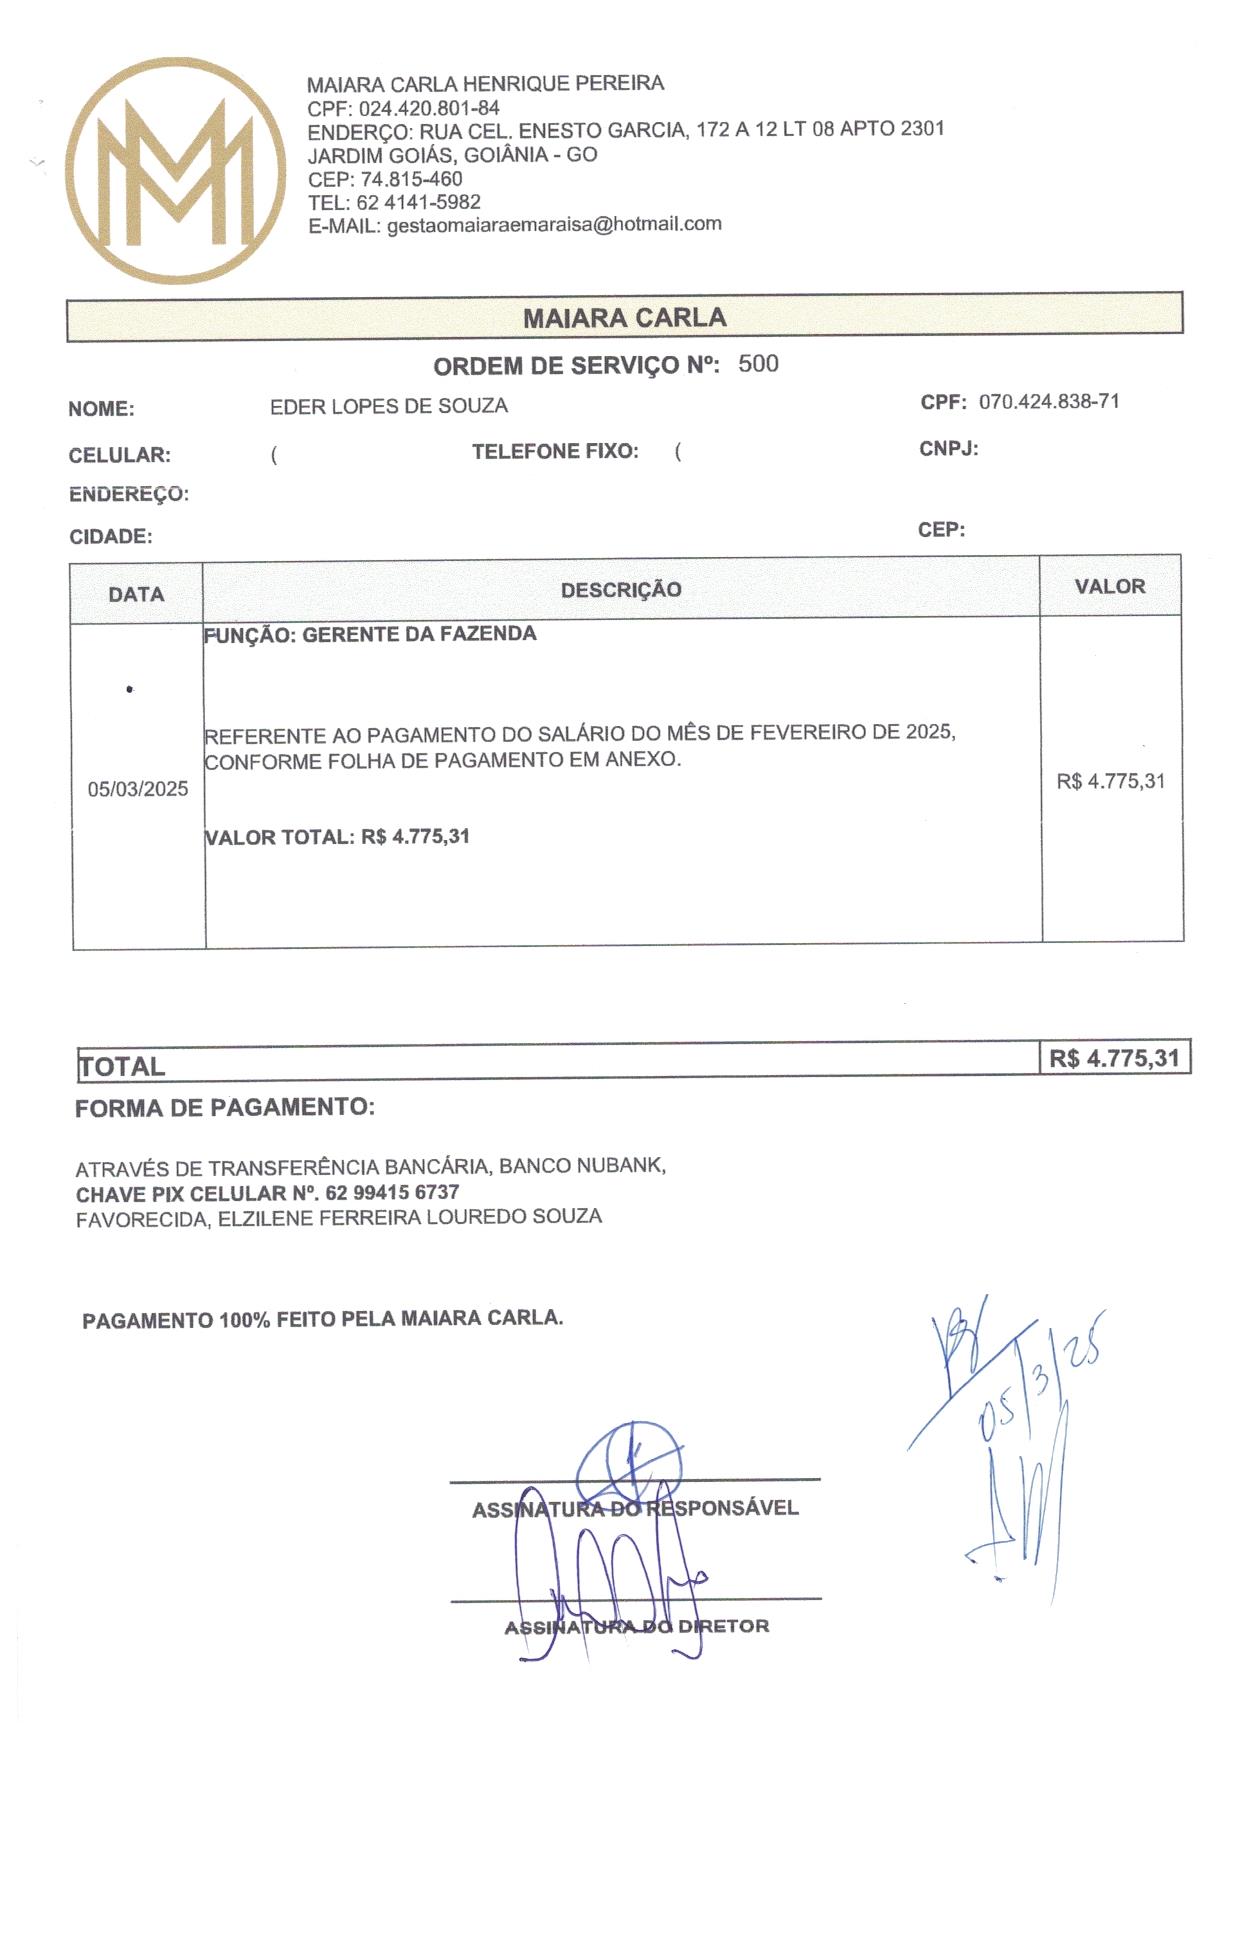 MAIARA CARLA HENRIQUE PEREIRA
CPF: 024.420.801-84
ENDERÇO: RUA CEL. ENESTO GARCIA, 172 A 12 LT 08 APTO 2301
JARDIM GOIÁS, GOIÂNIA - GO
CEP: 74.815-460
TEL: 62 4141-5982
E-MAIL: gestaomaiaraemaraisa@hotmail.com
MAIARA CARLA
ORDEM DE SERVIÇO Nº: 500
NOME: EDER LOPES DE SOUZA CPF: 070.424.838-71
CELULAR: ( TELEFONE FIXO: ( CNPJ:
ENDEREÇO:
CIDADE: CEP:
DATA DESCRIÇÃO VALOR
FUNÇÃO: GERENTE DA FAZENDA
REFERENTE AO PAGAMENTO DO SALÁRIO DO MÊS DE FEVEREIRO DE 2025,
CONFORME FOLHA DE PAGAMENTO EM ANEXO.
05/03/2025 R$ 4.775,31
VALOR TOTAL: R$ 4.775,31
TOTAL R$ 4.775,31
FORMA DE PAGAMENTO:
ATRAVÉS DE TRANSFERÊNCIA BANCÁRIA, BANCO NUBANK,
CHAVE PIX CELULAR Nº. 62 99415 6737
FAVORECIDA, ELZILENE FERREIRA LOUREDO SOUZA
PAGAMENTO 100% FEITO PELA MAIARA CARLA.
05/3/25
ASSINATURA DO RESPONSÁVEL
ASSINATURA DO DIRETOR